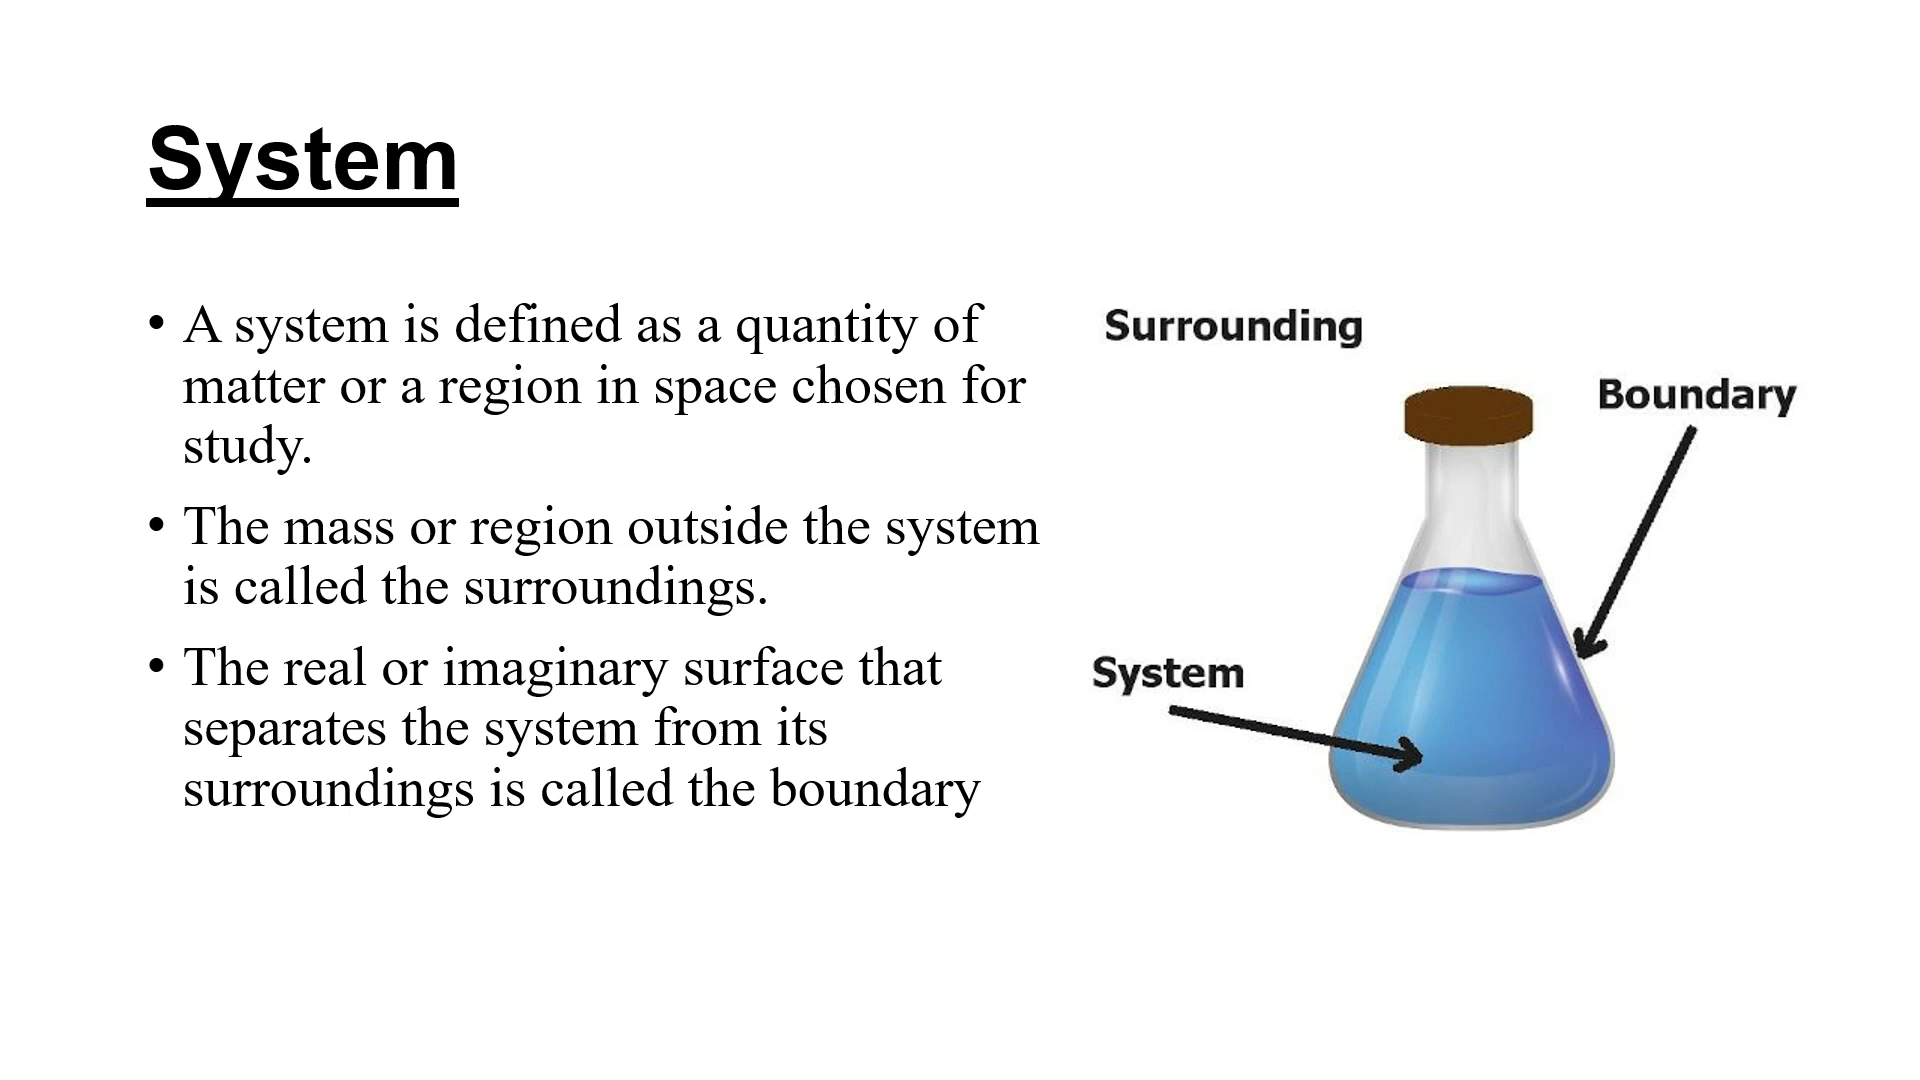 System
• A system is defined as a quantity of
matter or a region in space chosen for
study.
• The mass or region outside the system
is called the surroundings.
• The real or imaginary surface that
separates the system from its
surroundings is called the boundary
Surrounding
Boundary
System